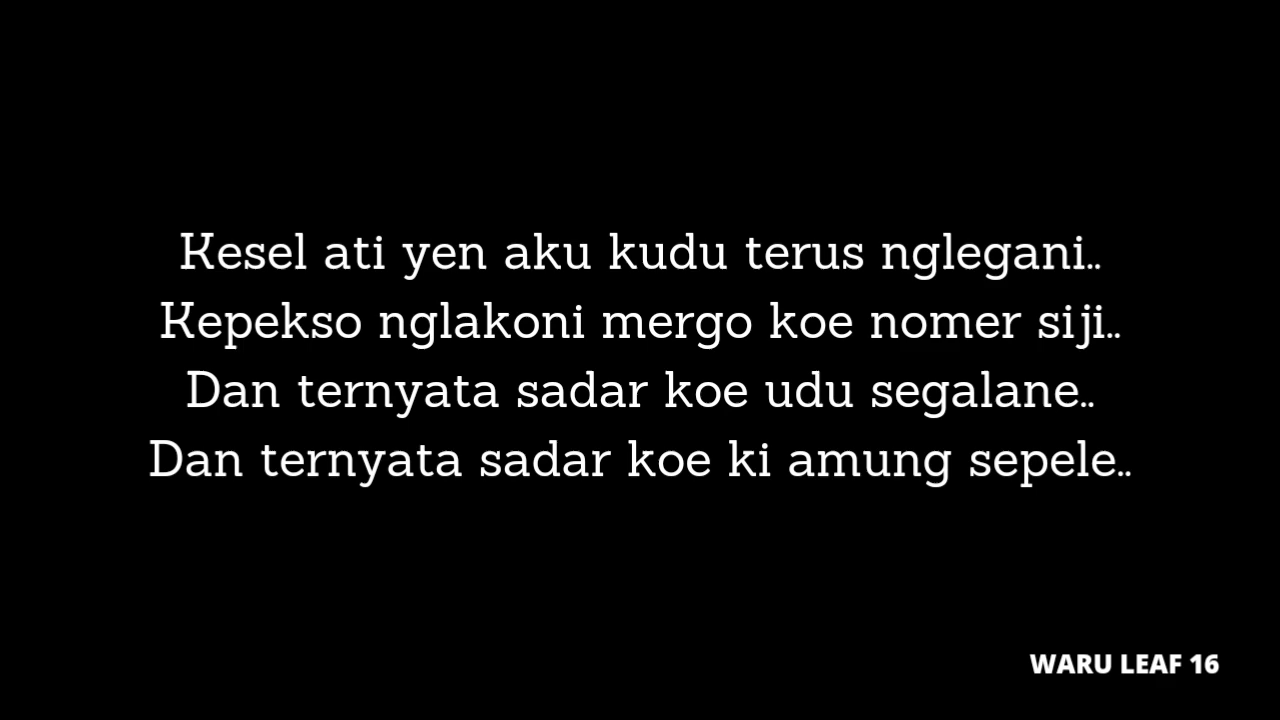 Kesel ati yen aku kudu terus nglegani..
Kepekso nglakoni mergo koe nomer siji..
Dan ternyata sadar koe udu segalane..
Dan ternyata sadar koe ki amung sepele..
WARU LEAF 16